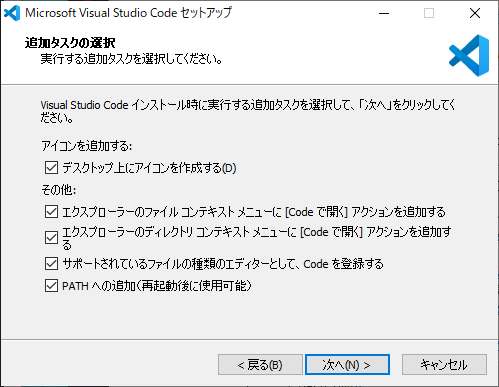 Microsoft Visual Studio Code セットアップ
追加タスクの選択
実行する追加タスクを選択してください。
Visual Studio Code インストール時に実行する追加タスクを選択して、「次へ」をクリックしてく
ださい。
アイコンを追加する:
デスクトップ上にアイコンを作成する(D)
その他:
エクスプローラーのファイル コンテキスト メニューに [Code で開く] アクションを追加する
エクスプローラーのディレクトリ コンテキスト メニューに [Code で開く] アクションを追加す
る
サポートされているファイルの種類のエディターとして、Code を登録する
PATH への追加（再起動後に使用可能）
< 戻る(B)
次へ(N) >
キャンセル